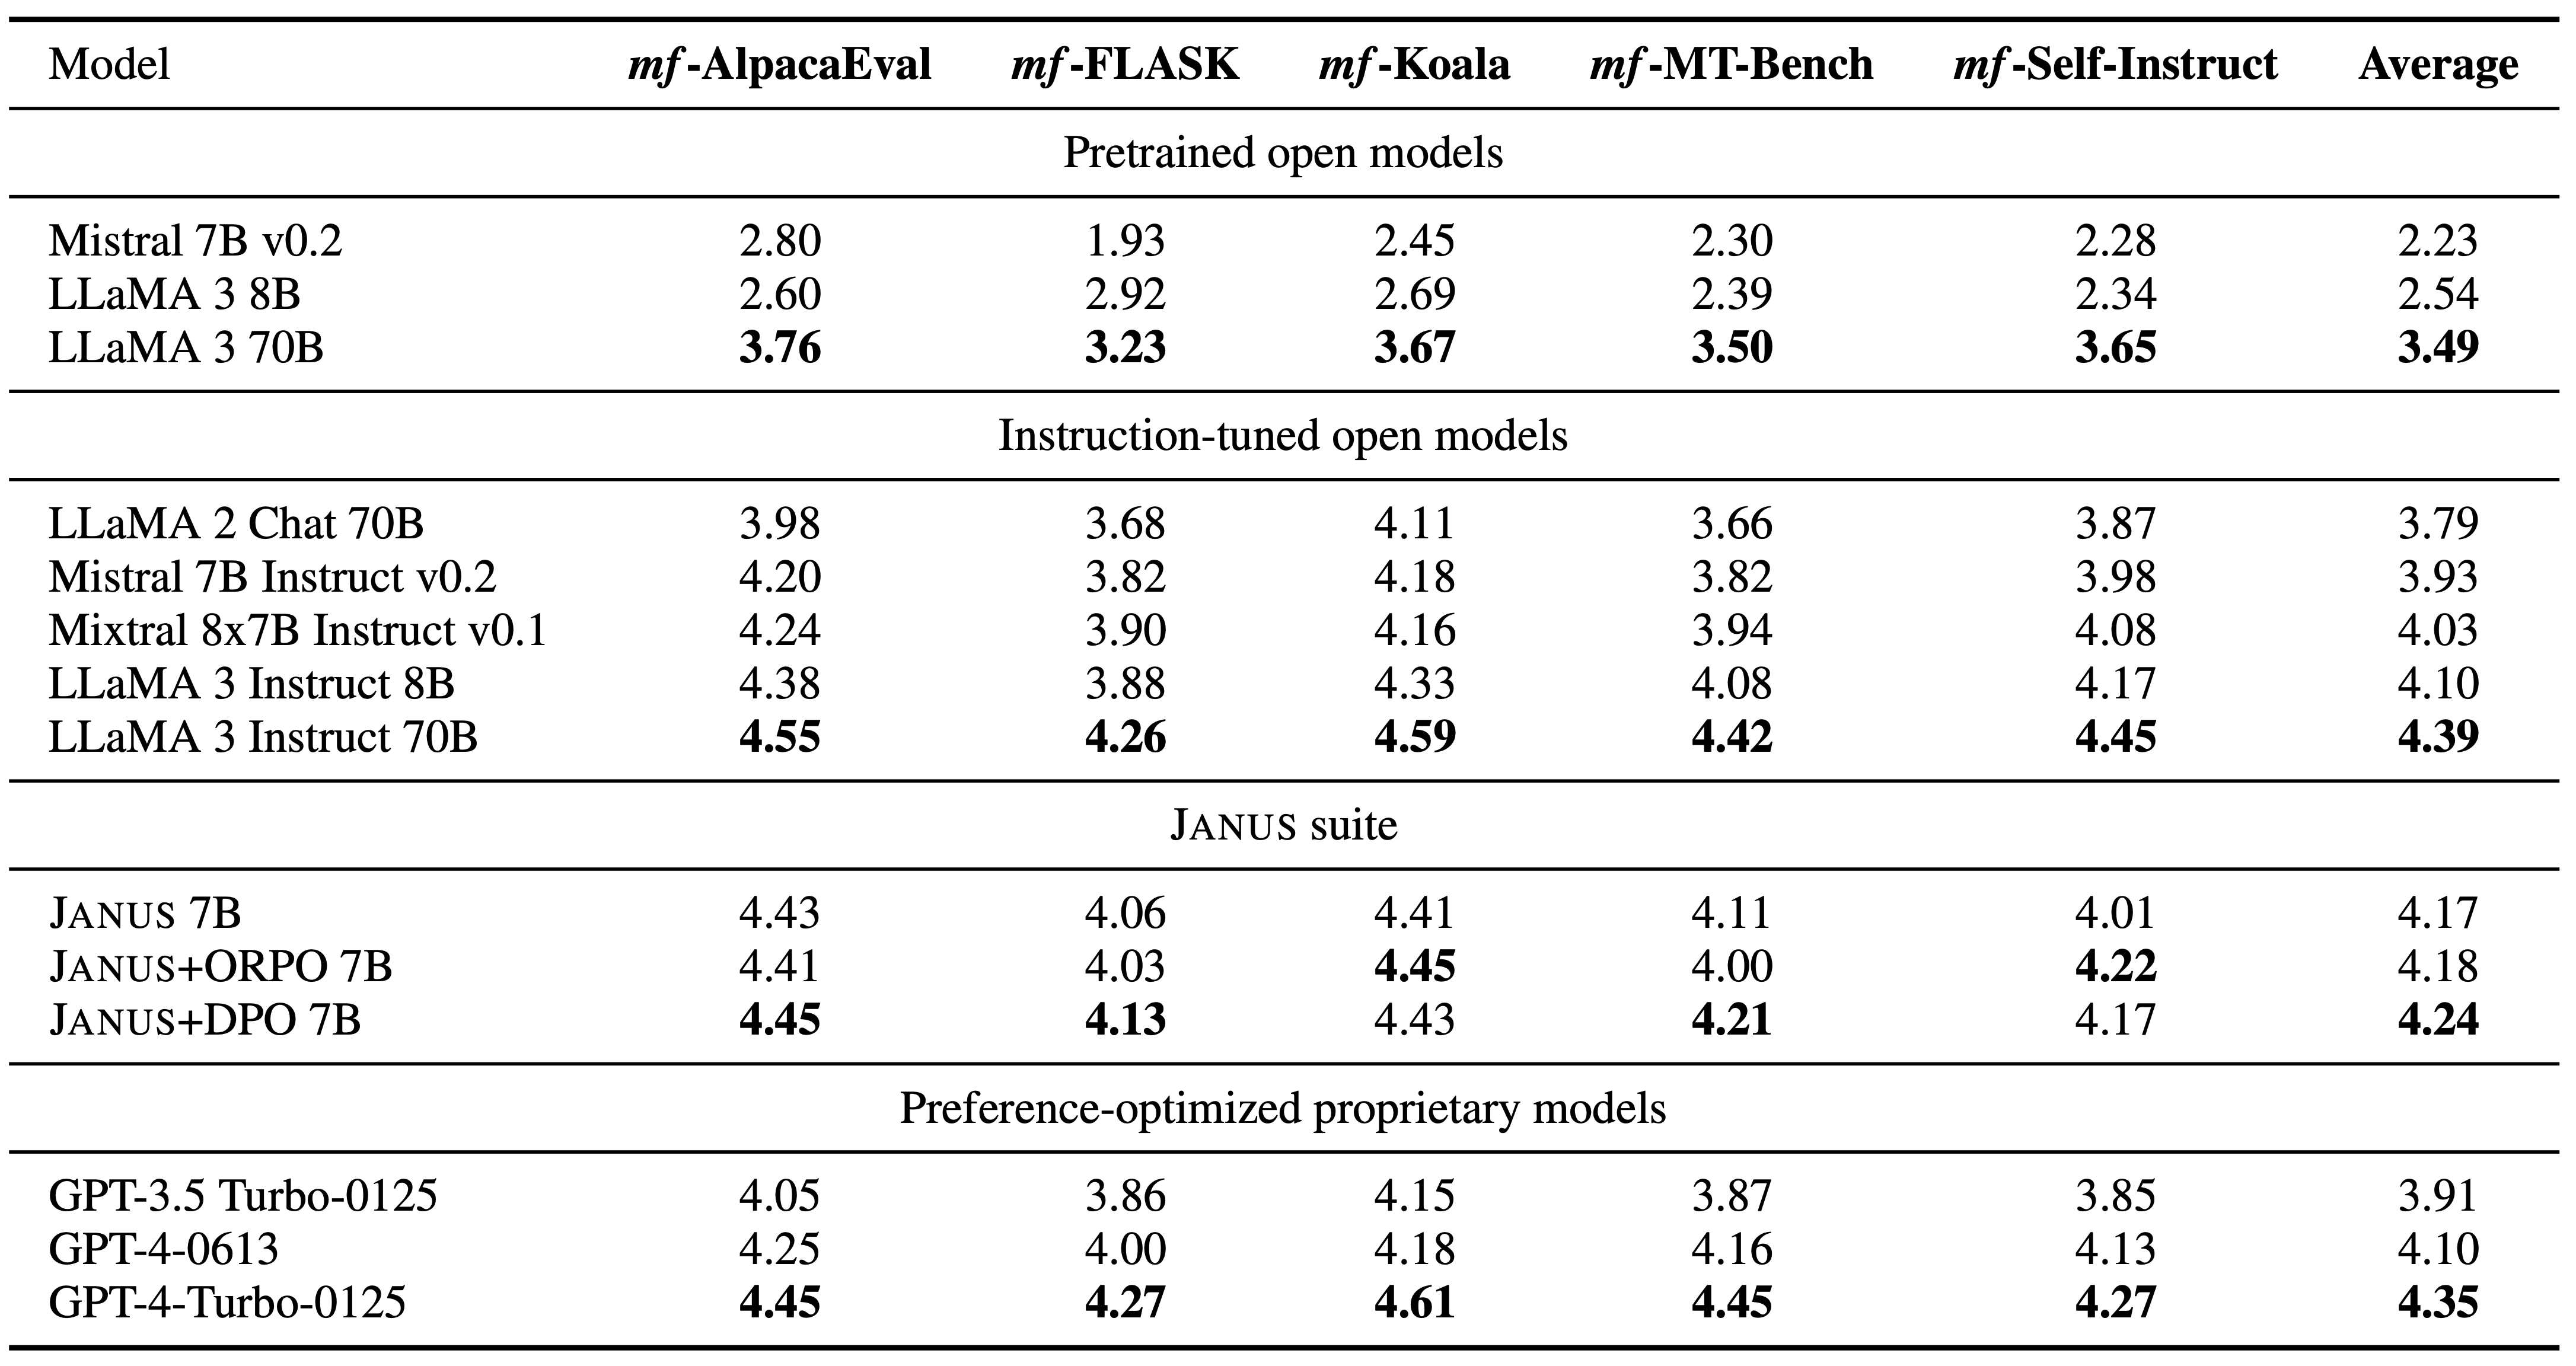 Model mf-AlpacaEval mf-FLASK mf-Koala mf-MT-Bench mf-Self-Instruct Average
Pretrained open models
Mistral 7B v0.2 2.80 1.93 2.45 2.30 2.28 2.23
LLaMA 3 8B 2.60 2.92 2.69 2.39 2.34 2.54
LLaMA 3 70B 3.76 3.23 3.67 3.50 3.65 3.49
Instruction-tuned open models
LLaMA 2 Chat 70B 3.98 3.68 4.11 3.66 3.87 3.79
Mistral 7B Instruct v0.2 4.20 3.82 4.18 3.82 3.98 3.93
Mixtral 8x7B Instruct v0.1 4.24 3.90 4.16 3.94 4.08 4.03
LLaMA 3 Instruct 8B 4.38 3.88 4.33 4.08 4.17 4.10
LLaMA 3 Instruct 70B 4.55 4.26 4.59 4.42 4.45 4.39
JANUS suite
JANUS 7B 4.43 4.06 4.41 4.11 4.01 4.17
JANUS+ORPO 7B 4.41 4.03 4.45 4.00 4.22 4.18
JANUS+DPO 7B 4.45 4.13 4.43 4.21 4.17 4.24
Preference-optimized proprietary models
GPT-3.5 Turbo-0125 4.05 3.86 4.15 3.87 3.85 3.91
GPT-4-0613 4.25 4.00 4.18 4.16 4.13 4.10
GPT-4-Turbo-0125 4.45 4.27 4.61 4.45 4.27 4.35